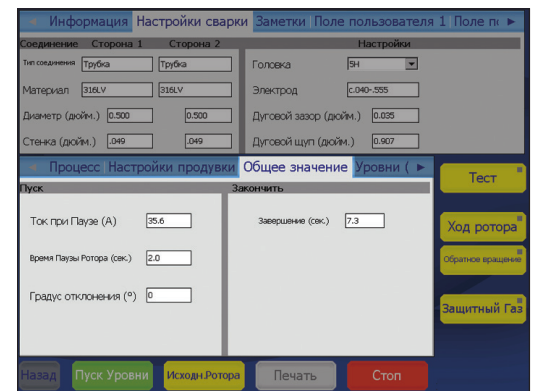 Информация Настройки сварки Заметки Поле пользователя 1 Поле
Соединение Сторона 1 Сторона 2 Настройки
Тип соединения Трубка Трубка Головка 5H
Материал 316LV 316LV Электрод c.040-.555
Диаметр (дюйм.) 0.500 0.500 Дуговой зазор (дюйм.) 0.035
Стенка (дюйм.) .049 .049 Дуговой щуп (дюйм.) 0.907
Процесс Настройки продувки Общее значение Уровни (
Тест
Пуск Закончить
Ток при Паузе (А) 35.6 Завершение (сек.) 7.3
Ход ротора
Время Паузы Ротора (сек.) 2.0
Обратное вращение
Градус отклонения (°) 0
Защитный Газ
Назад Пуск Уровни Исходн.Ротора Печать Стоп